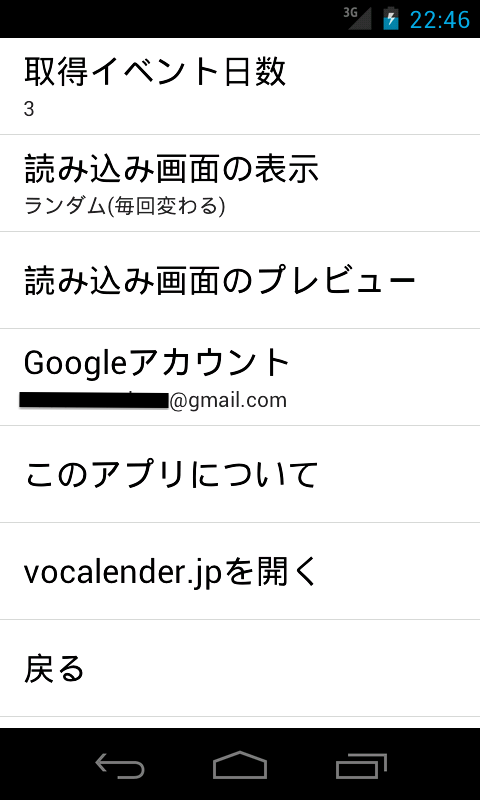 3G 22:46
取得イベント日数
3
読み込み画面の表示
ランダム(毎回変わる)
読み込み画面のプレビュー
Googleアカウント
@gmail.com
このアプリについて
vocalender.jpを開く
戻る